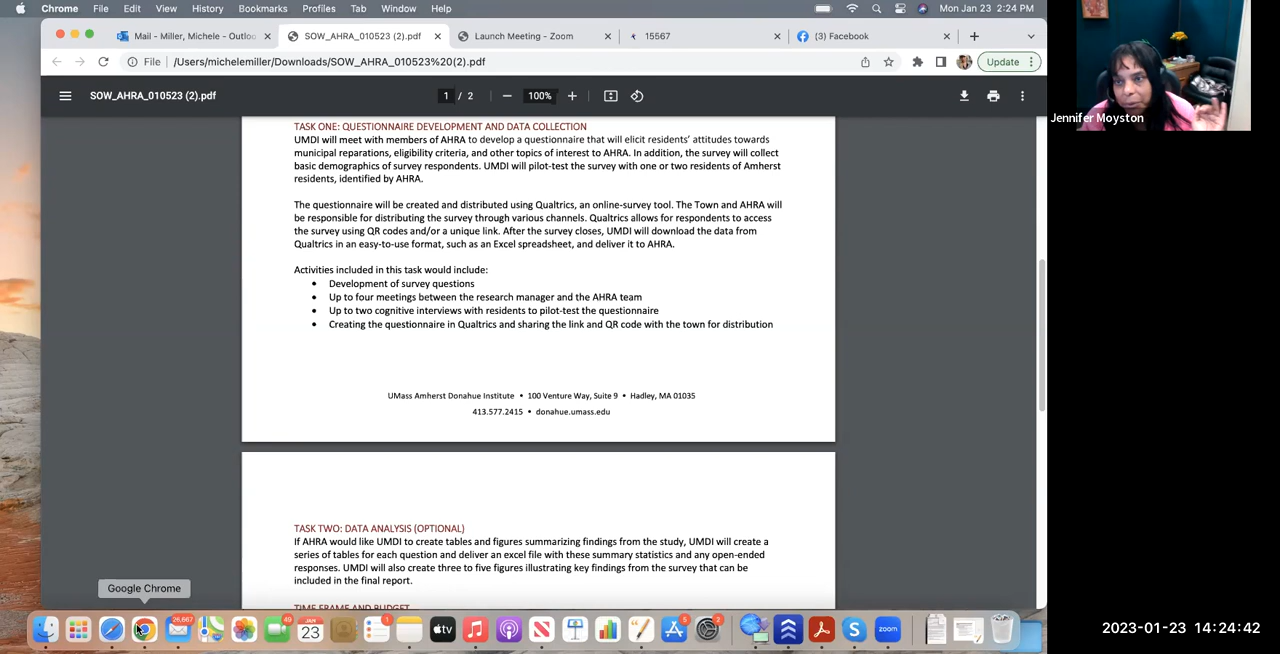 Chrome File Edit View History Bookmarks Profiles Tab Window Help Mon Jan 23 2:24 PM
Mail - Miller, Michele - Outloo SOW_AHRA_010523 (2).pdf Launch Meeting - Zoom 15567 (3) Facebook
File /Users/michelemiller/Downloads/SOW_AHRA_010523%20(2).pdf Update
SOW_AHRA_010523 (2).pdf 1 / 2 100%
Jennifer Moyston
TASK ONE: QUESTIONNAIRE DEVELOPMENT AND DATA COLLECTION
UMDI will meet with members of AHRA to develop a questionnaire that will elicit residents' attitudes towards
municipal reparations, eligibility criteria, and other topics of interest to AHRA. In addition, the survey will collect
basic demographics of survey respondents. UMDI will pilot-test the survey with one or two residents of Amherst
residents, identified by AHRA.
The questionnaire will be created and distributed using Qualtrics, an online-survey tool. The Town and AHRA will
be responsible for distributing the survey through various channels. Qualtrics allows for respondents to access
the survey using QR codes and/or a unique link. After the survey closes, UMDI will download the data from
Qualtrics in an easy-to-use format, such as an Excel spreadsheet, and deliver it to AHRA.
Activities included in this task would include:
• Development of survey questions
• Up to four meetings between the research manager and the AHRA team
• Up to two cognitive interviews with residents to pilot-test the questionnaire
• Creating the questionnaire in Qualtrics and sharing the link and QR code with the town for distribution
UMass Amherst Donahue Institute • 100 Venture Way, Suite 9 • Hadley, MA 01035
413.577.2415 • donahue.umass.edu
TASK TWO: DATA ANALYSIS (OPTIONAL)
If AHRA would like UMDI to create tables and figures summarizing findings from the study, UMDI will create a
series of tables for each question and deliver an excel file with these summary statistics and any open-ended
responses. UMDI will also create three to five figures illustrating key findings from the survey that can be
included in the final report.
TIME FRAME AND BUDGET
Google Chrome
26,667 49 JAN 23 1 tv 5 2 zoom
2023-01-23 14:24:42